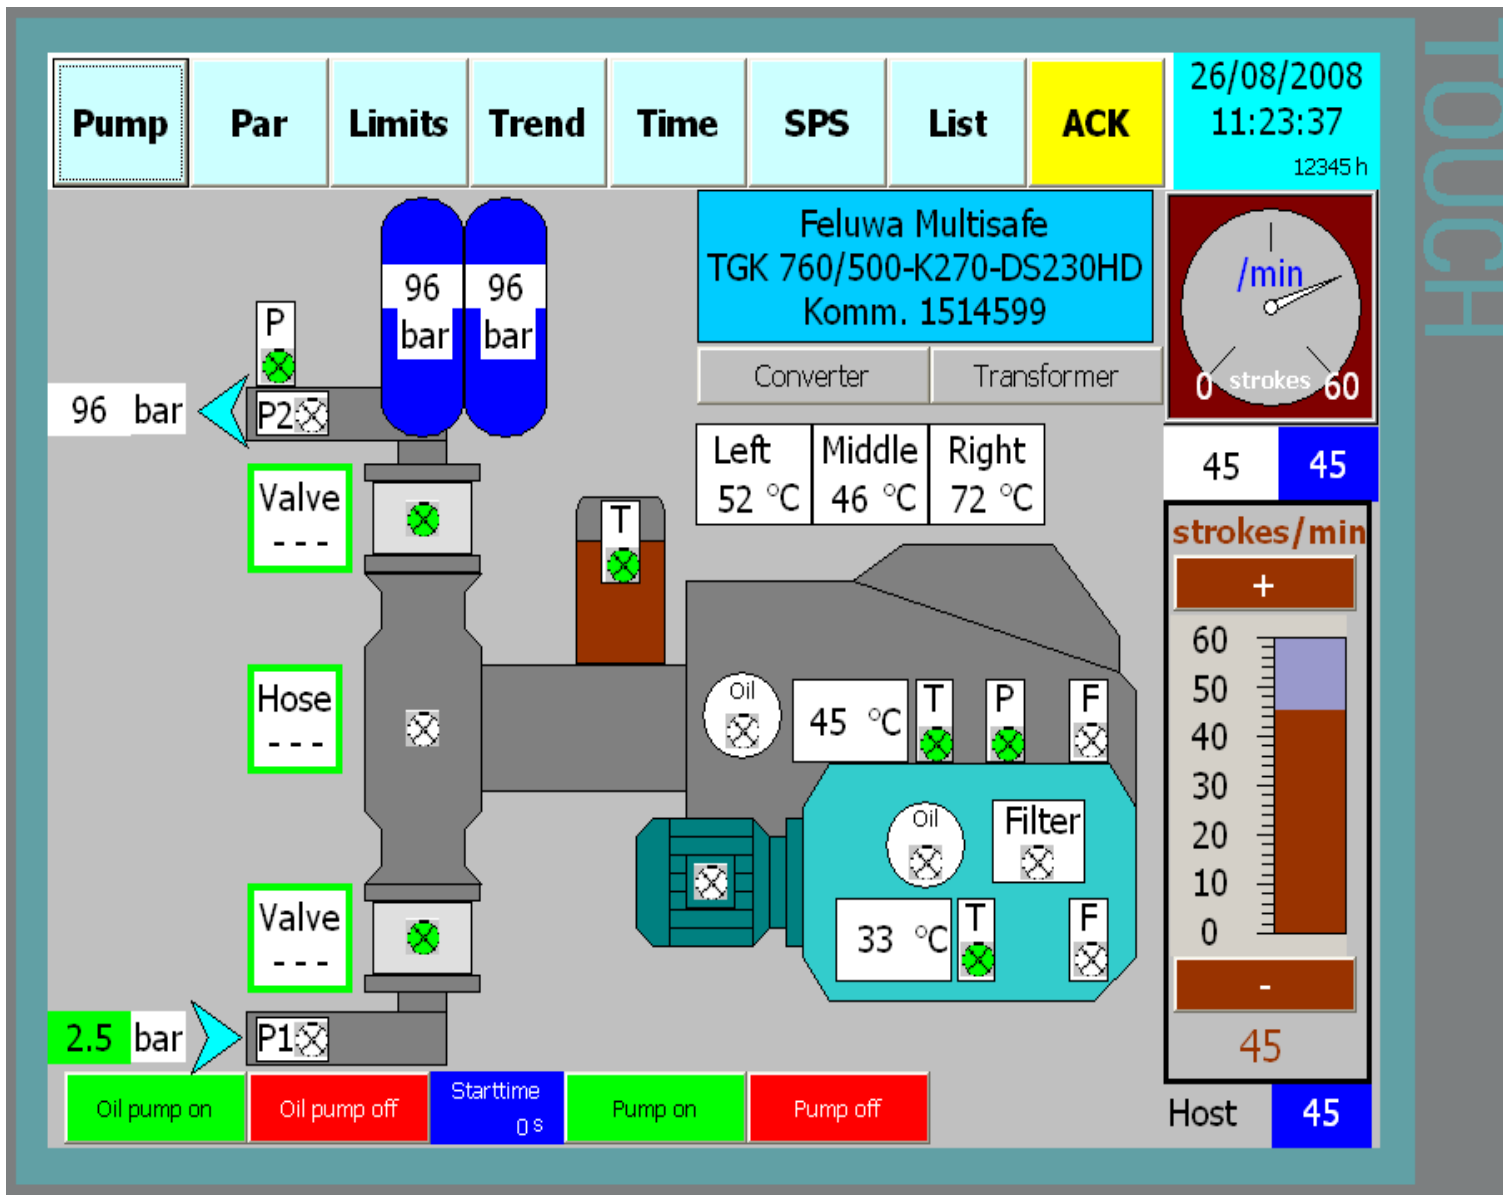 TOUCH
Pump
Par
Limits
Trend
Time
SPS
List
ACK
26/08/2008
11:23:37
12345 h
Feluwa Multisafe
TGK 760/500-K270-DS230HD
Komm. 1514599
Converter
Transformer
/min
0 strokes 60
96 bar
96 bar
P
P2
96 bar
Left
52 °C
Middle
46 °C
Right
72 °C
45
45
Valve
---
T
strokes/min
+
60
50
40
30
20
10
0
-
45
Hose
---
Oil
45 °C
T
P
F
Oil
Filter
33 °C
T
F
Valve
---
2.5 bar
P1
Oil pump on
Oil pump off
Starttime
0 s
Pump on
Pump off
Host
45